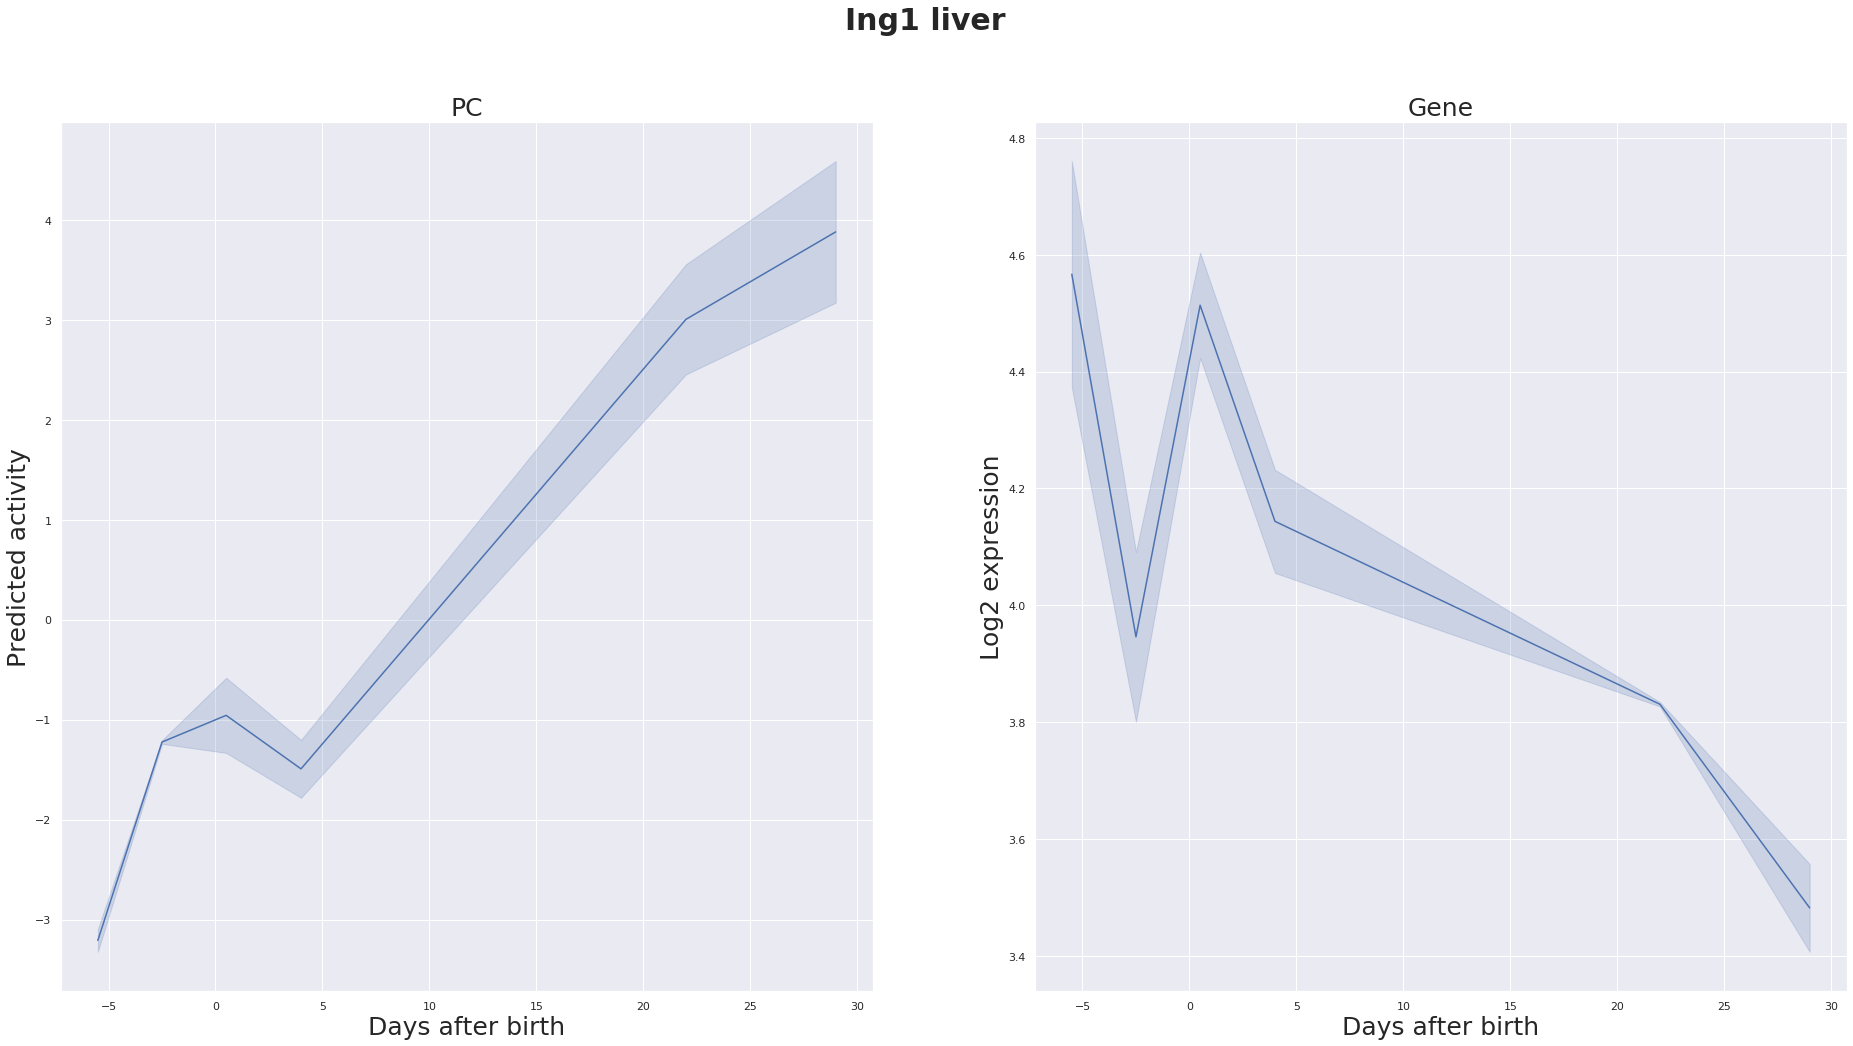 Ing1 liver
PC
Predicted activity
4
3
2
1
0
−1
−2
−3
−5 0 5 10 15 20 25 30
Days after birth
Gene
Log2 expression
4.8
4.6
4.4
4.2
4.0
3.8
3.6
3.4
−5 0 5 10 15 20 25 30
Days after birth